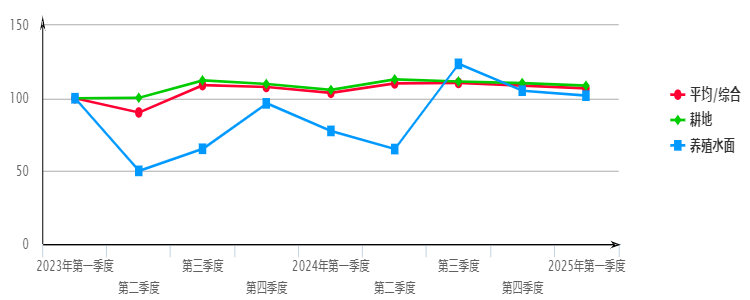 150
100
50
0
2023年第一季度
第二季度
第三季度
第四季度
2024年第一季度
第二季度
第三季度
第四季度
2025年第一季度
平均/综合
耕地
养殖水面